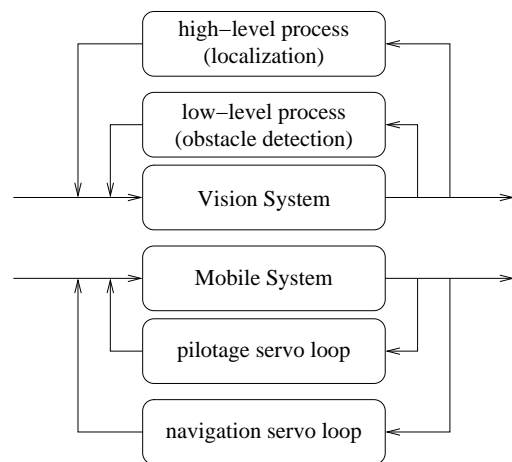 high−level process
(localization)
low−level process
(obstacle detection)
Vision System
Mobile System
pilotage servo loop
navigation servo loop